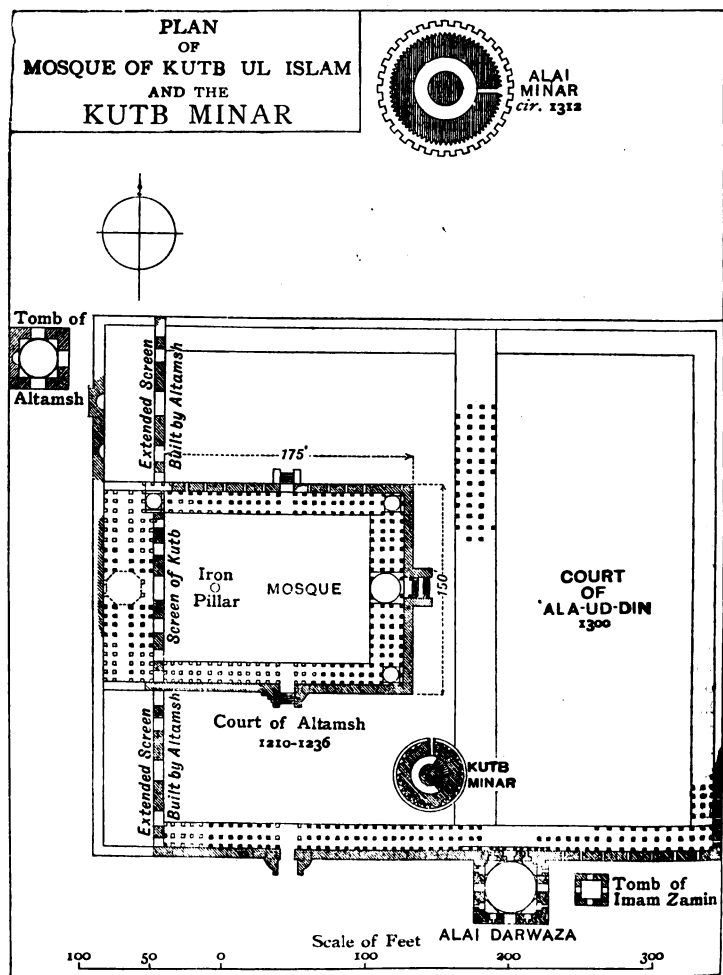 PLAN
OF
MOSQUE OF KUTB UL ISLAM
AND THE
KUTB MINAR
ALAI
MINAR
cir. 1312
Tomb of
Altamsh
Extended Screen
Built by Altamsh
175'
150'
Screen of Kutb
Iron
Pillar
MOSQUE
COURT
OF
'ALA-UD-DIN
1300
Court of Altamsh
1210-1236
Extended Screen
Built by Altamsh
KUTB
MINAR
Tomb of
Imam Zamin
ALAI DARWAZA
Scale of Feet
100 50 0 100 200 300